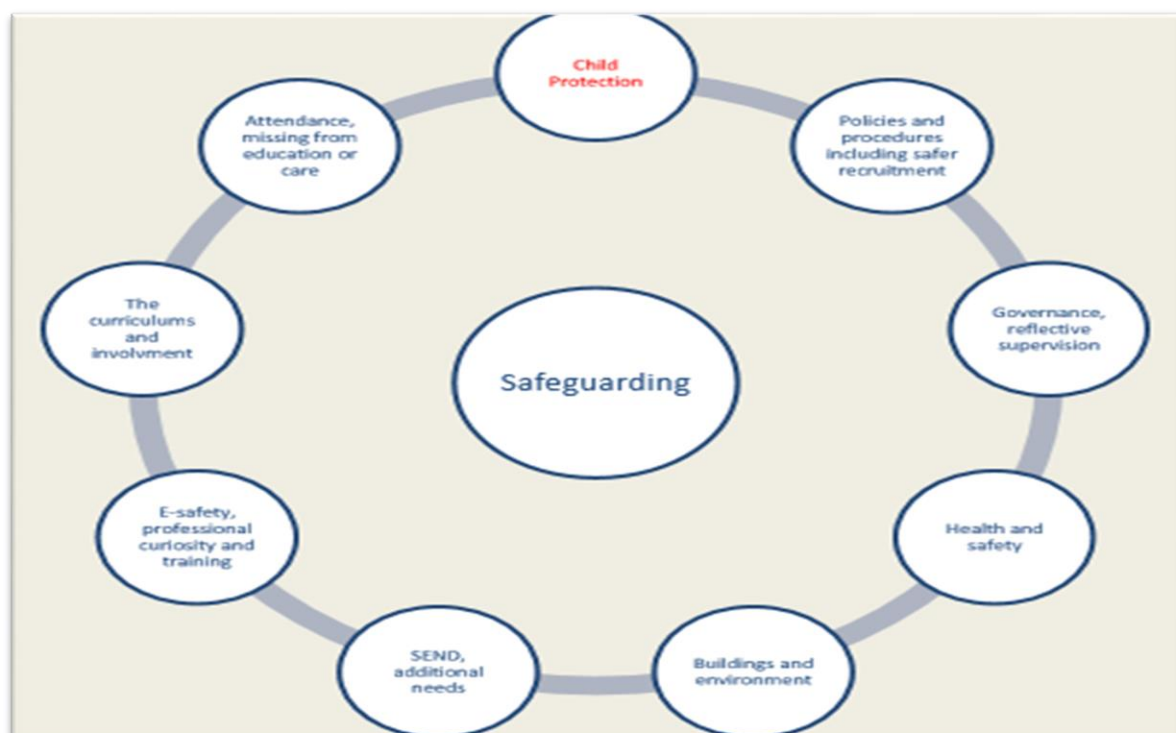 Child
Protection
Policies and
procedures
including safer
recruitment
Governance,
reflective
supervision
Health and
safety
Buildings and
environment
SEND,
additional
needs
E-safety,
professional
curiosity and
training
The
curriculums
and
involvment
Attendance,
missing from
education or
care
Safeguarding